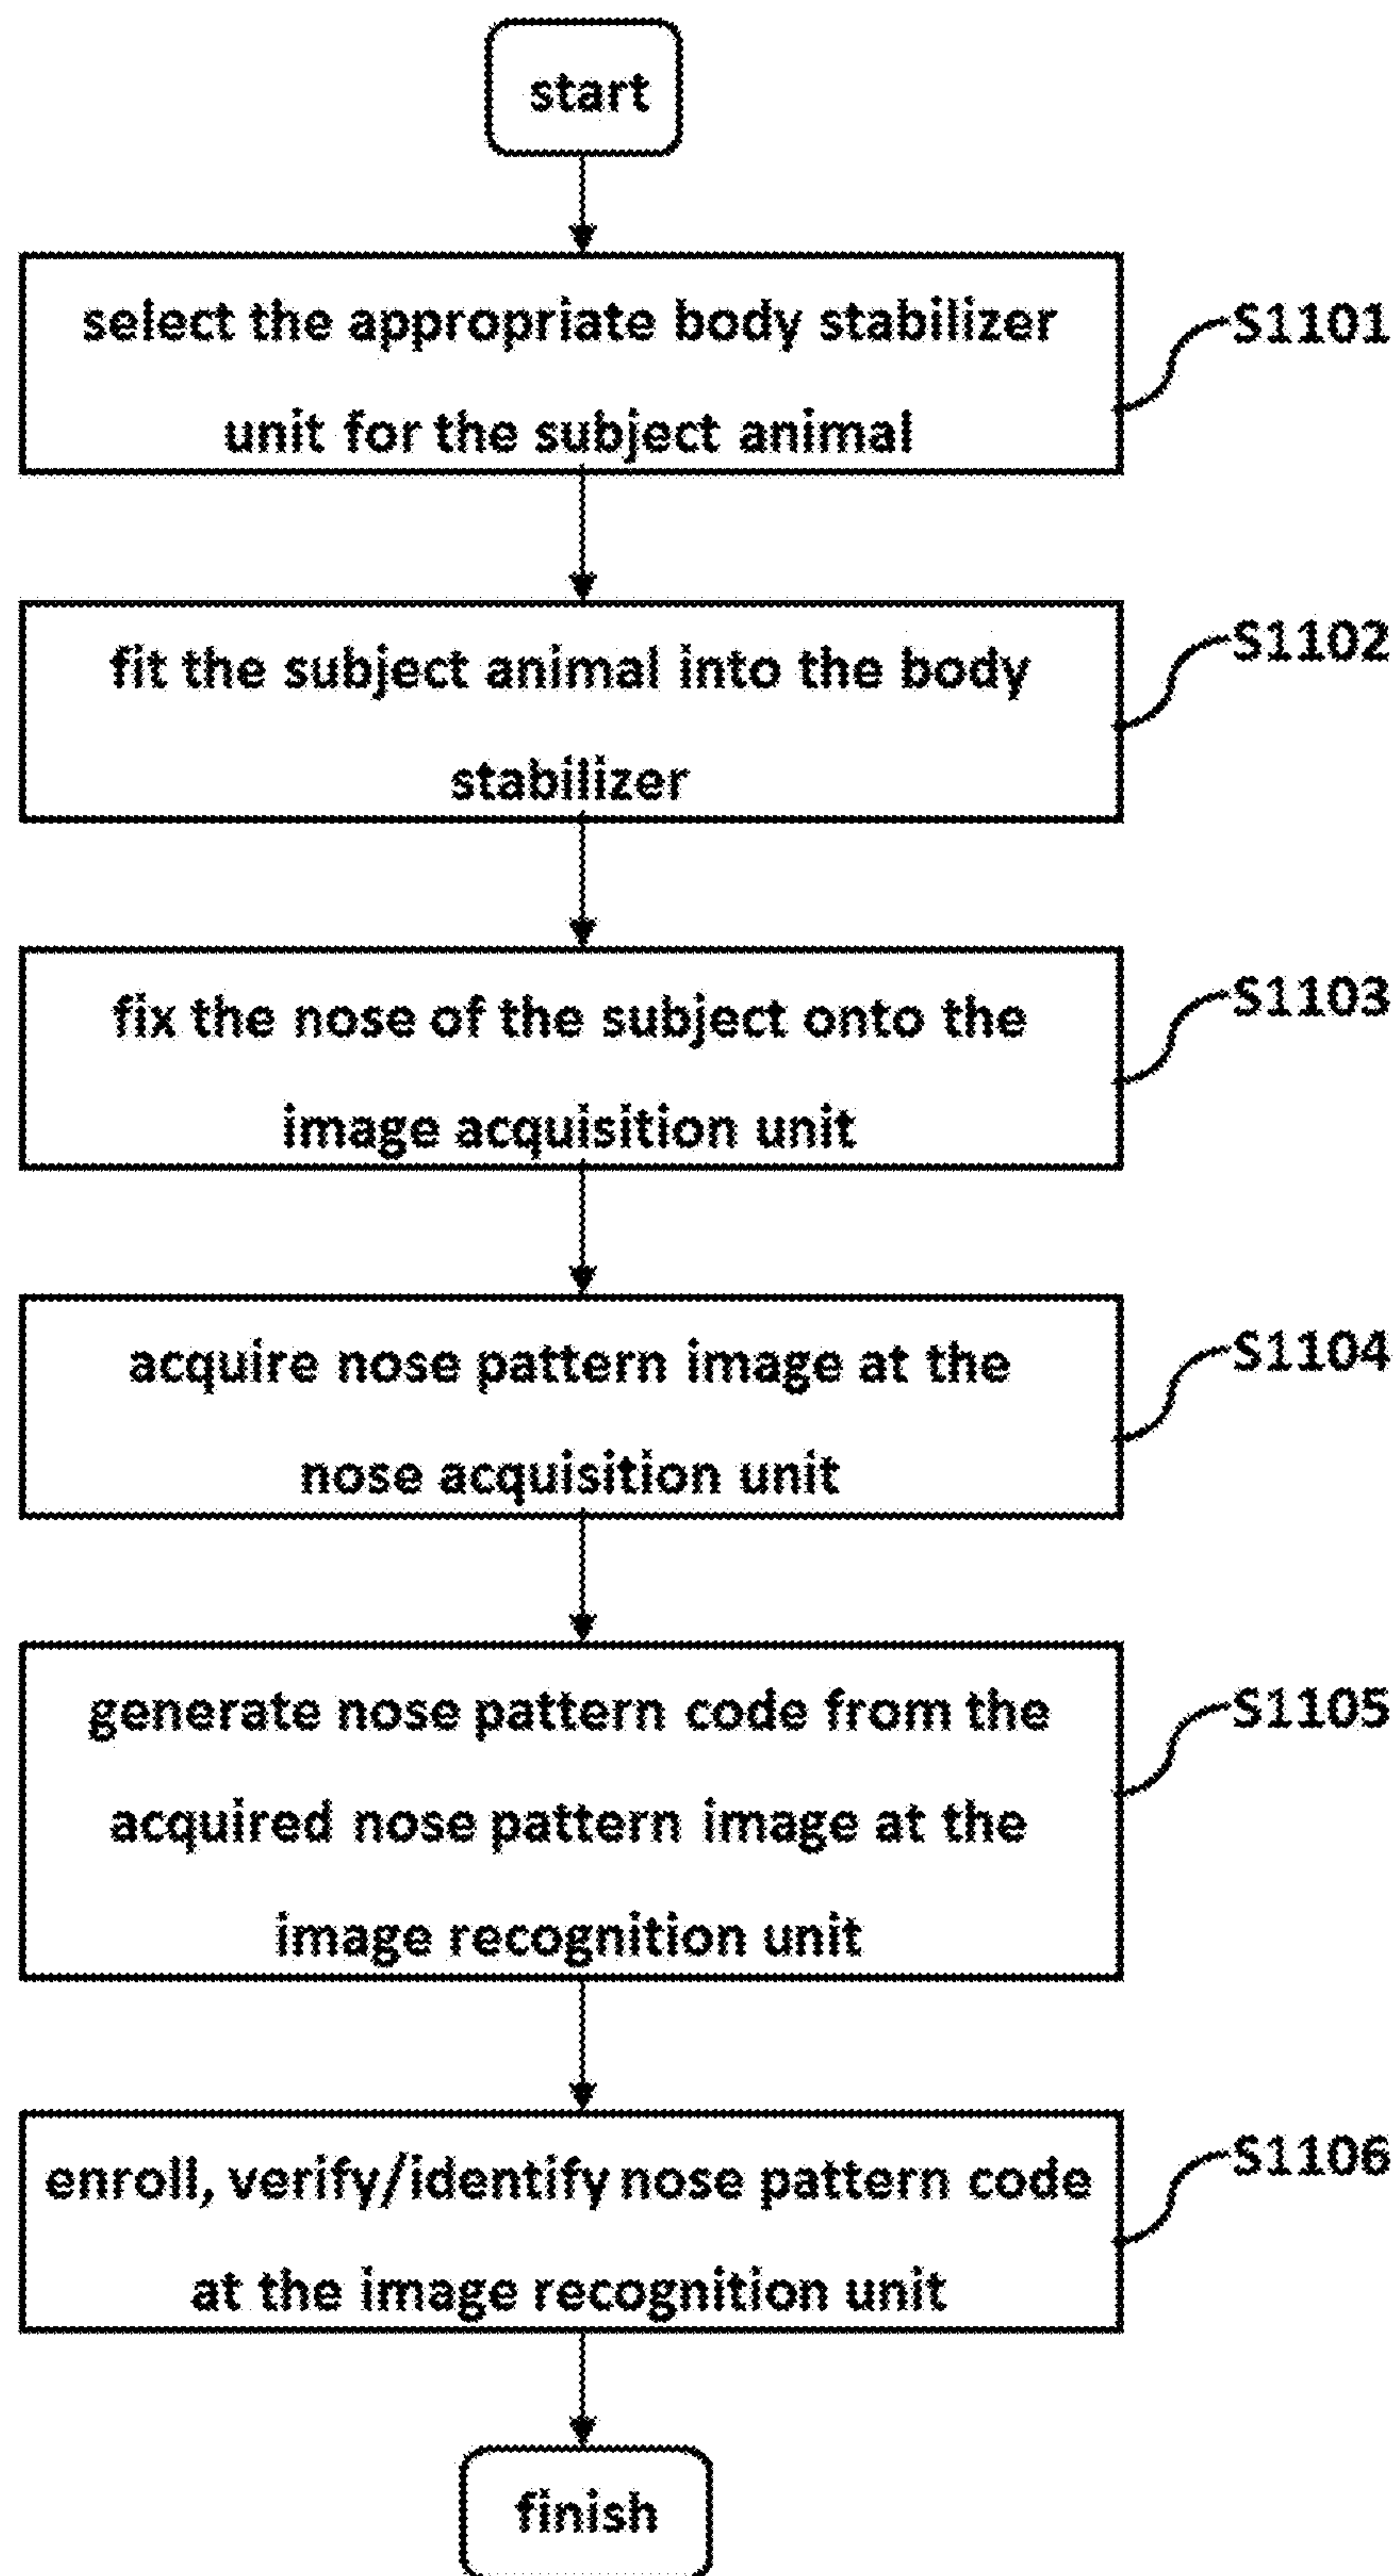 start
select the appropriate body stabilizer
unit for the subject animal
S1101
fit the subject animal into the body
stabilizer
S1102
fix the nose of the subject onto the
image acquisition unit
S1103
acquire nose pattern image at the
nose acquisition unit
S1104
generate nose pattern code from the
acquired nose pattern image at the
image recognition unit
S1105
enroll, verify/identify nose pattern code
at the image recognition unit
S1106
finish